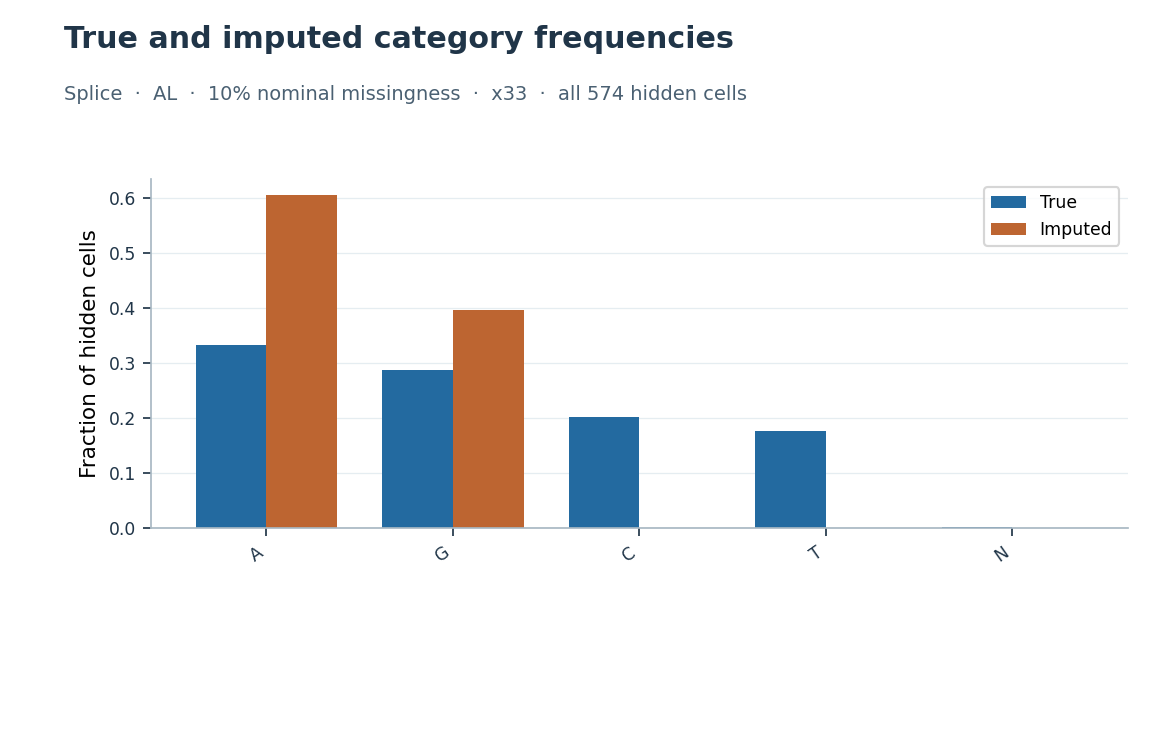 True and imputed category frequencies
Splice · AL · 10% nominal missingness · x33 · all 574 hidden cells
True
Imputed
Fraction of hidden cells
0.6
0.5
0.4
0.3
0.2
0.1
0.0
A
G
C
T
N